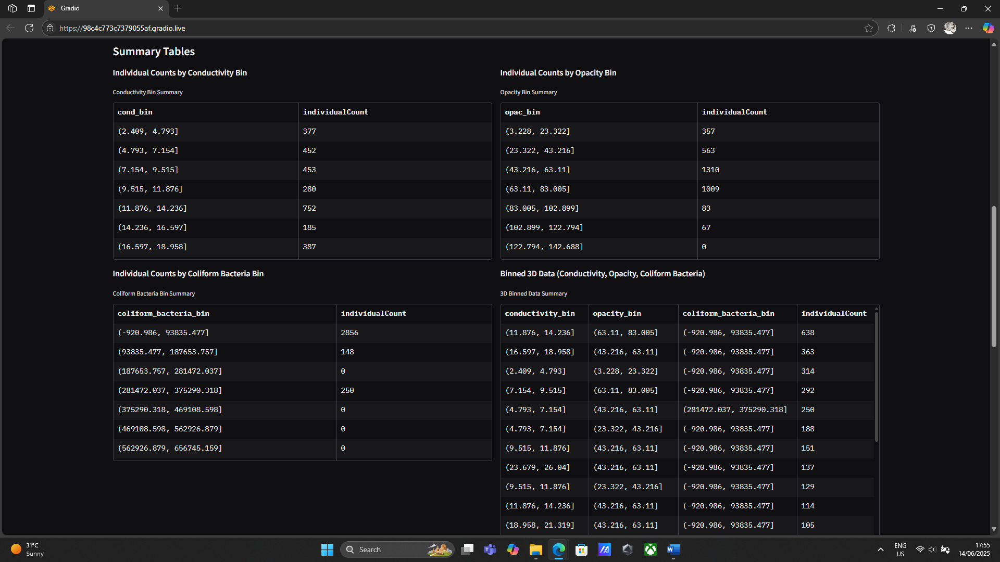 Gradio
https://98c4c773c7379055af.gradio.live
Summary Tables
Individual Counts by Conductivity Bin
Conductivity Bin Summary
cond_bin individualCount
(2.409, 4.793] 377
(4.793, 7.154] 452
(7.154, 9.515] 453
(9.515, 11.876] 280
(11.876, 14.236] 752
(14.236, 16.597] 185
(16.597, 18.958] 387
Individual Counts by Opacity Bin
Opacity Bin Summary
opac_bin individualCount
(3.228, 23.322] 357
(23.322, 43.216] 563
(43.216, 63.11] 1310
(63.11, 83.005] 1009
(83.005, 102.899] 83
(102.899, 122.794] 67
(122.794, 142.688] 0
Individual Counts by Coliform Bacteria Bin
Coliform Bacteria Bin Summary
coliform_bacteria_bin individualCount
(-920.986, 93835.477] 2856
(93835.477, 187653.757] 148
(187653.757, 281472.037] 0
(281472.037, 375290.318] 250
(375290.318, 469108.598] 0
(469108.598, 562926.879] 0
(562926.879, 656745.159] 0
Binned 3D Data (Conductivity, Opacity, Coliform Bacteria)
3D Binned Data Summary
conductivity_bin opacity_bin coliform_bacteria_bin individualCount
(11.876, 14.236] (63.11, 83.005] (-920.986, 93835.477] 638
(16.597, 18.958] (43.216, 63.11] (-920.986, 93835.477] 363
(2.409, 4.793] (3.228, 23.322] (-920.986, 93835.477] 314
(7.154, 9.515] (63.11, 83.005] (-920.986, 93835.477] 292
(4.793, 7.154] (43.216, 63.11] (281472.037, 375290.318] 250
(4.793, 7.154] (23.322, 43.216] (-920.986, 93835.477] 188
(9.515, 11.876] (43.216, 63.11] (-920.986, 93835.477] 151
(23.679, 26.04] (43.216, 63.11] (-920.986, 93835.477] 137
(9.515, 11.876] (23.322, 43.216] (-920.986, 93835.477] 129
(11.876, 14.236] (43.216, 63.11] (-920.986, 93835.477] 114
(18.958, 21.319] (43.216, 63.11] (-920.986, 93835.477] 105
31°C
Sunny
Search
ENG
US
17:55
14/06/2025